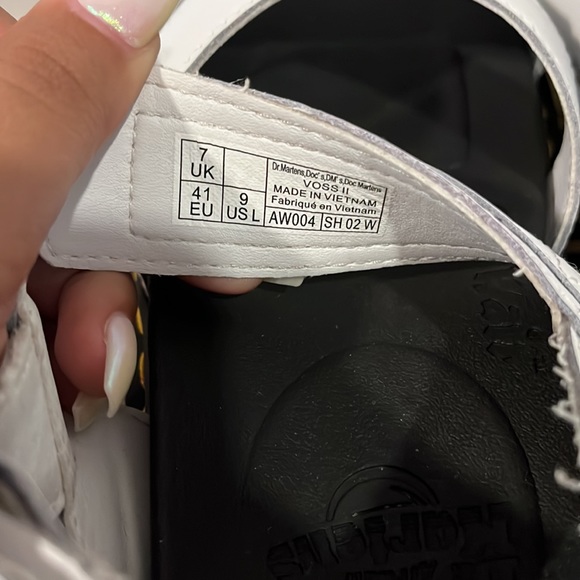 7
UK
41
EU
9
US L
Dr.Martens,Doc's,DM's,Doc Martens
VOSS II
MADE IN VIETNAM
Fabriqué en Vietnam
AW004
SH 02 W